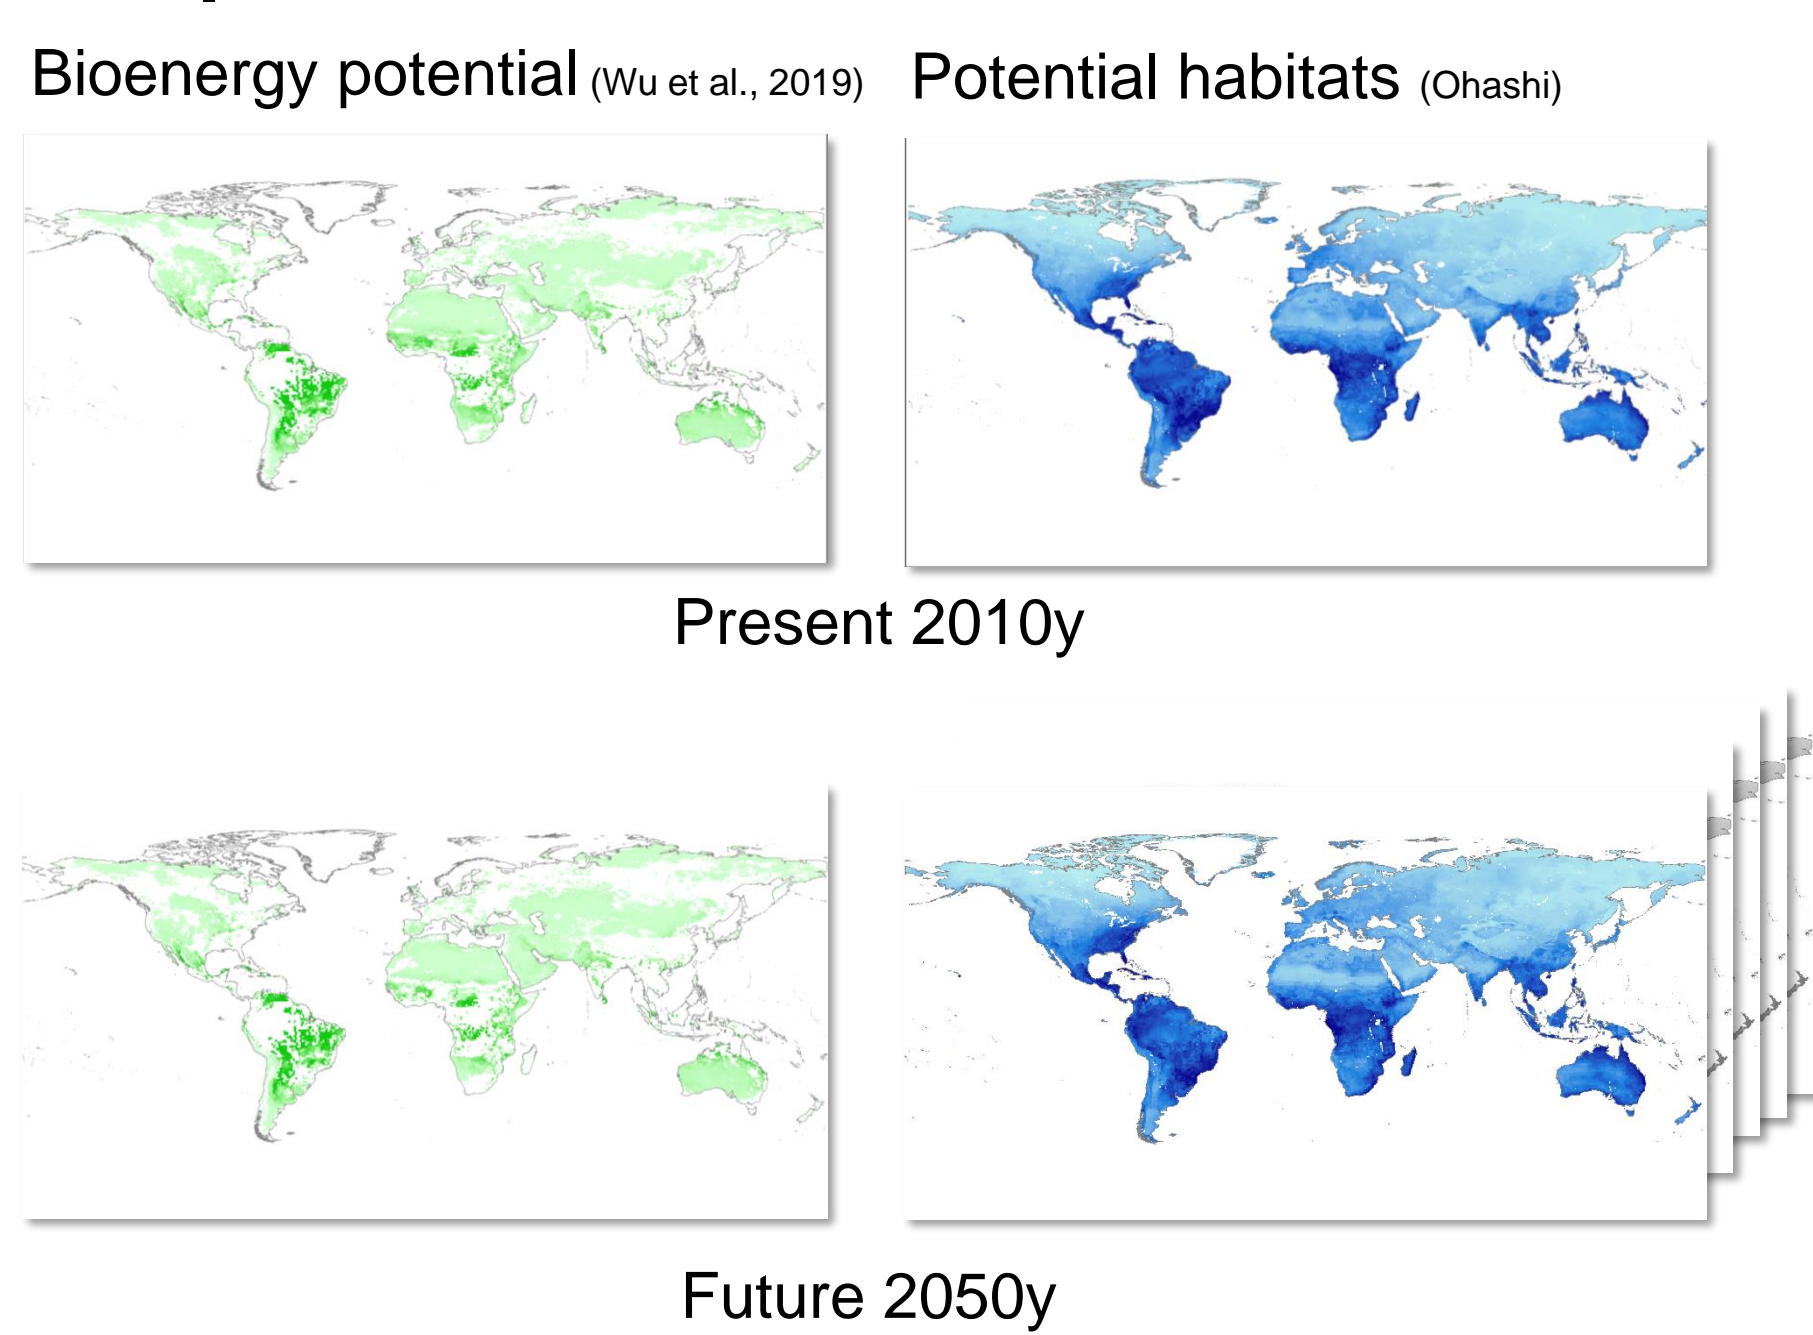 Bioenergy potential (Wu et al., 2019)
Potential habitats (Ohashi)
Present 2010y
Future 2050y